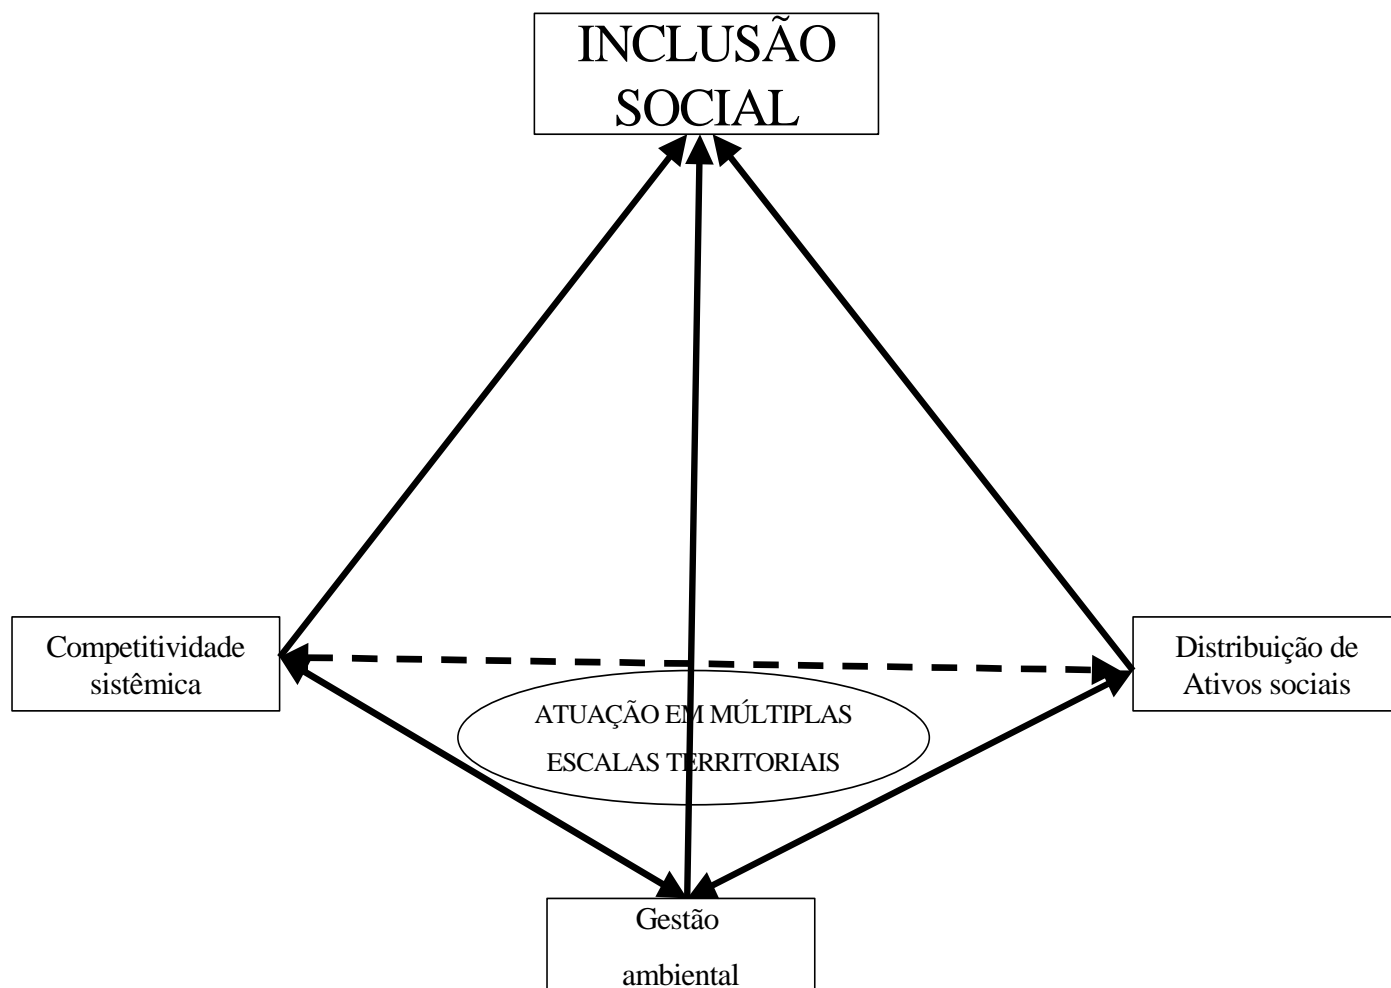 INCLUSÃO
SOCIAL
Competitividade
sistêmica
Distribuição de
Ativos sociais
ATUAÇÃO EM MÚLTIPLAS
ESCALAS TERRITORIAIS
Gestão
ambiental